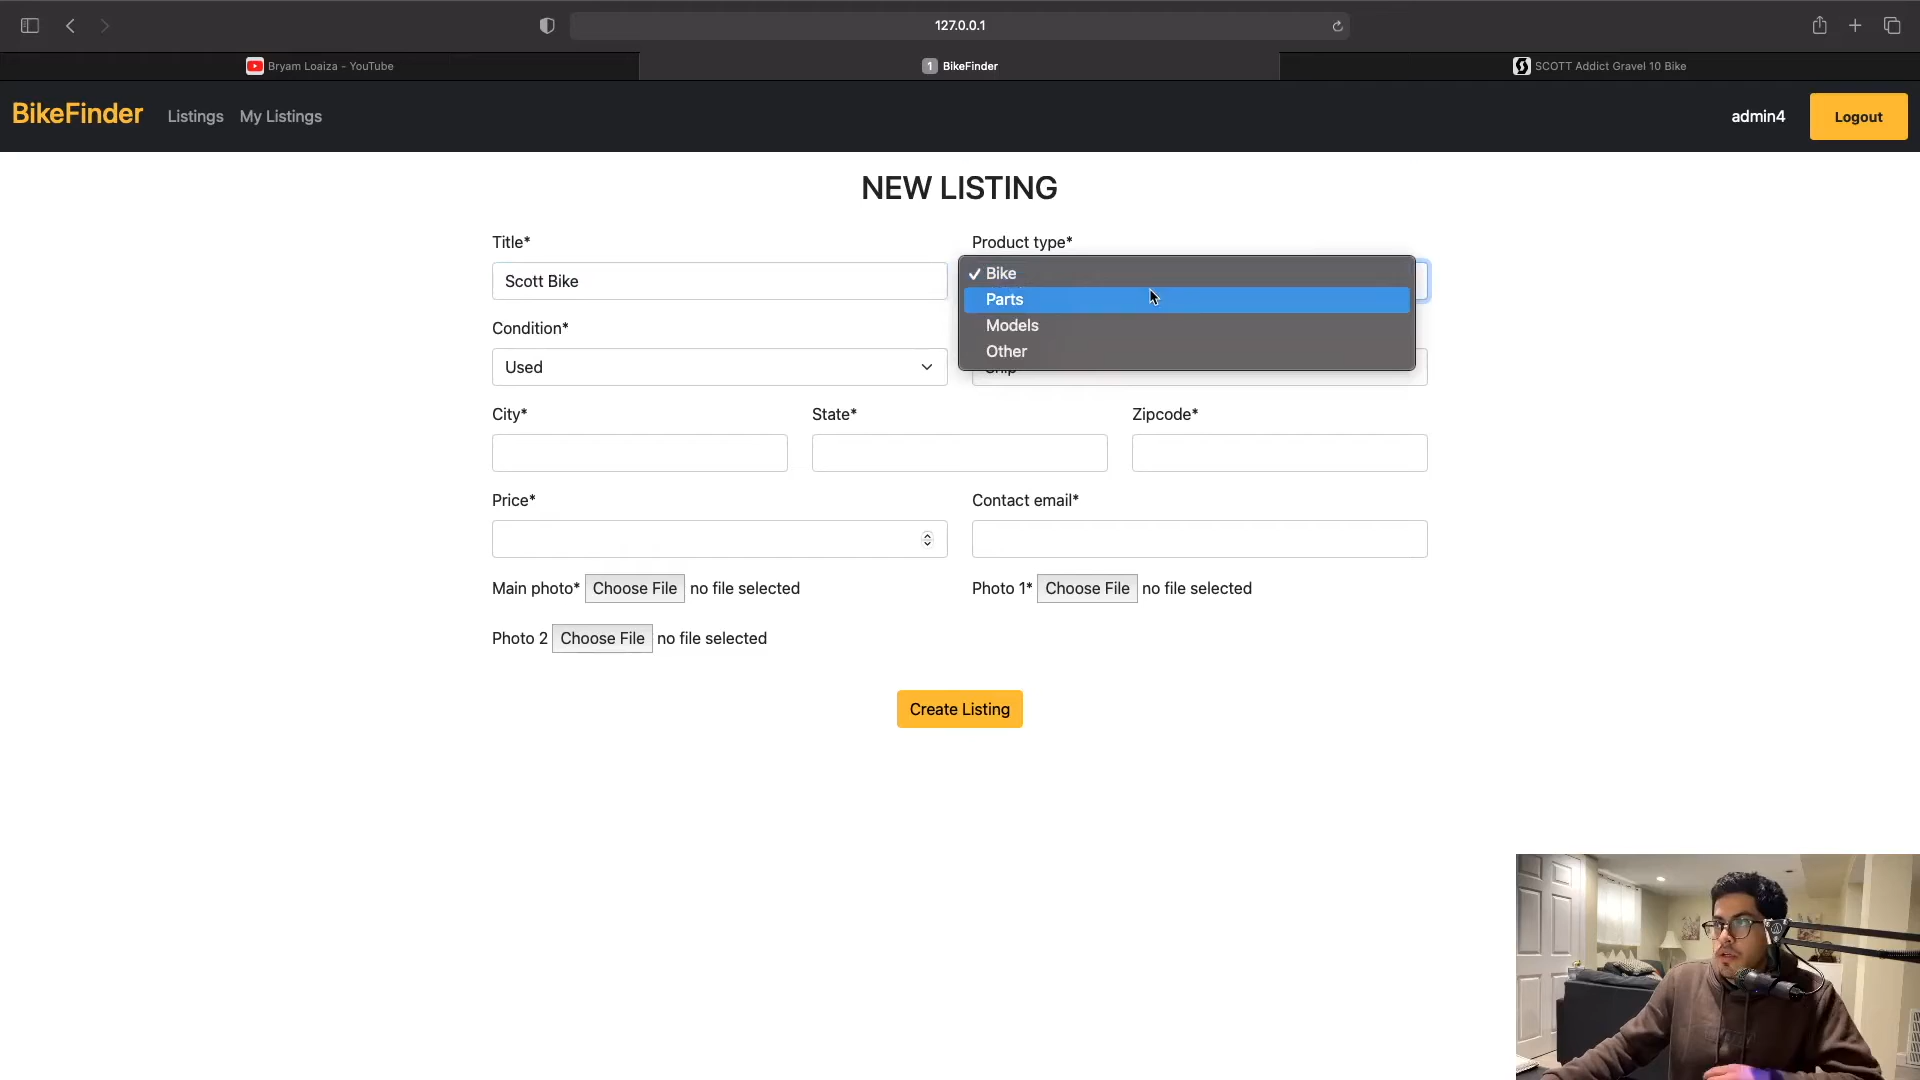 127.0.0.1
Bryam Loaiza - YouTube
1 BikeFinder
SCOTT Addict Gravel 10 Bike
BikeFinder Listings My Listings
admin4 Logout
NEW LISTING
Title*
Product type*
Scott Bike
✓ Bike
Parts
Models
Other
Condition*
Used
Ship
City*
State*
Zipcode*
Price*
Contact email*
Main photo* Choose File no file selected
Photo 1* Choose File no file selected
Photo 2 Choose File no file selected
Create Listing